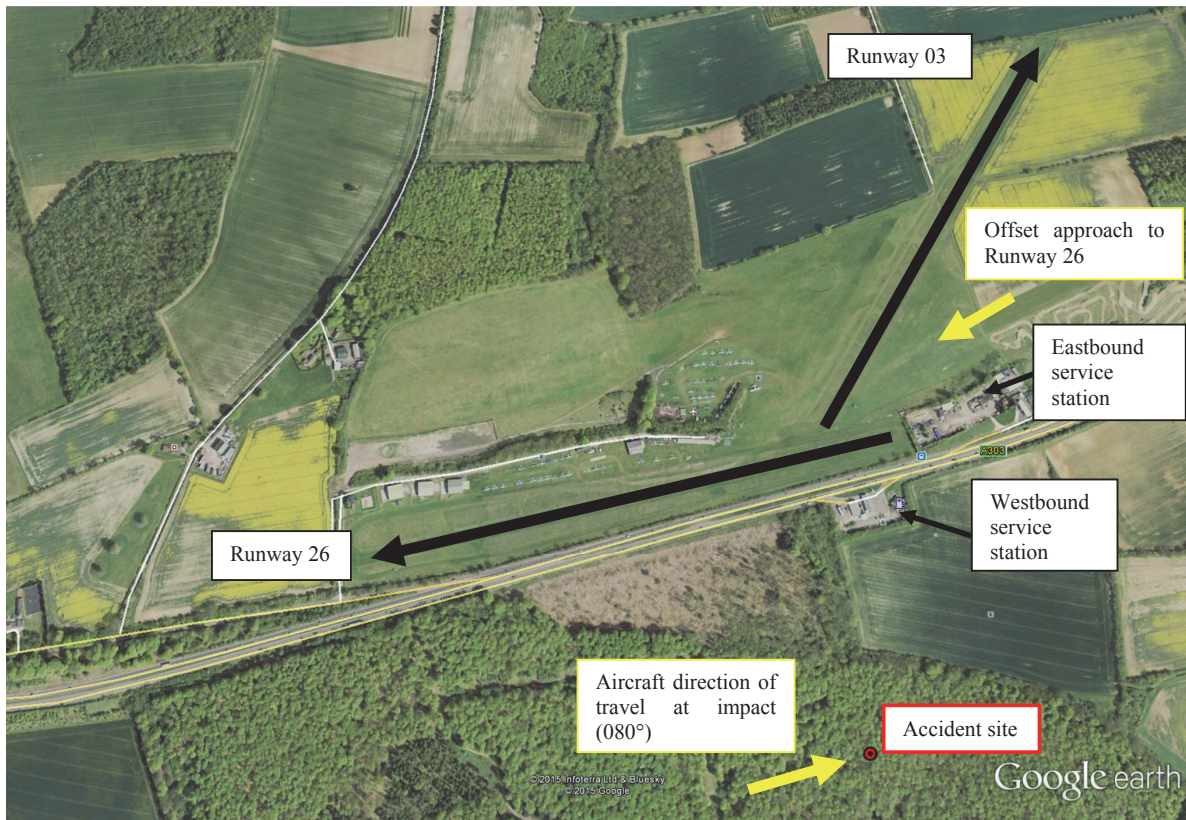 Runway 03
Offset approach to
Runway 26
Eastbound
service
station
A303
Westbound
service
station
Runway 26
Aircraft direction of
travel at impact
(080°)
Accident site
© 2015 Infoterra Ltd & Bluesky
© 2015 Google
Google earth